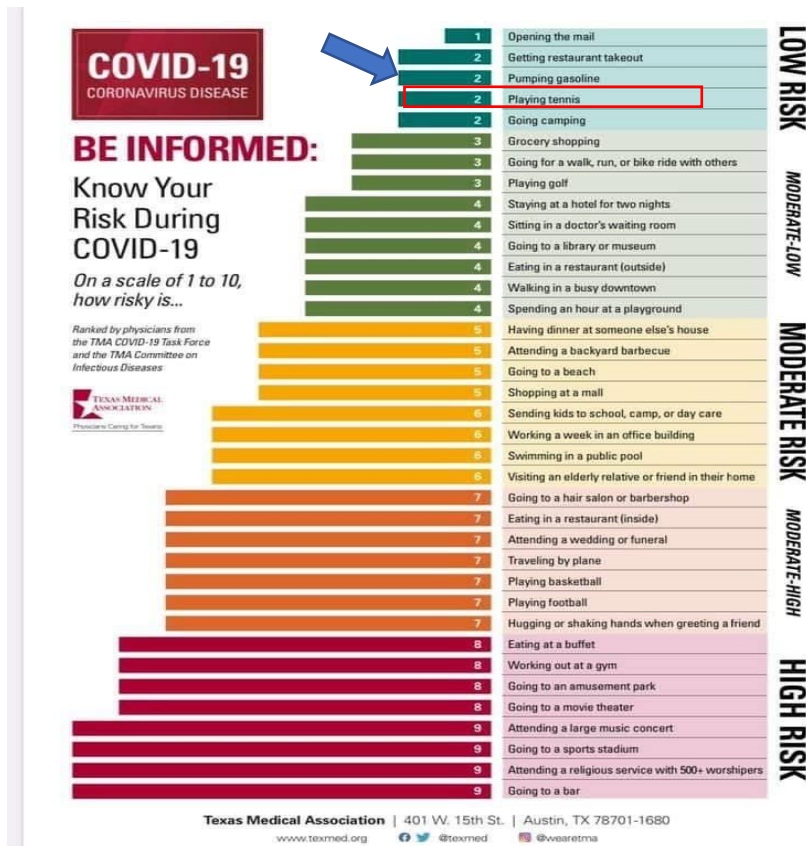 COVID-19
CORONAVIRUS DISEASE
BE INFORMED:
Know Your
Risk During
COVID-19
On a scale of 1 to 10,
how risky is...
Ranked by physicians from
the TMA COVID-19 Task Force
and the TMA Committee on
Infectious Diseases
TEXAS MEDICAL
ASSOCIATION
Physicians Caring for Texans
1 Opening the mail
2 Getting restaurant takeout
2 Pumping gasoline
2 Playing tennis
2 Going camping
3 Grocery shopping
3 Going for a walk, run, or bike ride with others
3 Playing golf
4 Staying at a hotel for two nights
4 Sitting in a doctor's waiting room
4 Going to a library or museum
4 Eating in a restaurant (outside)
4 Walking in a busy downtown
4 Spending an hour at a playground
5 Having dinner at someone else's house
5 Attending a backyard barbecue
5 Going to a beach
5 Shopping at a mall
6 Sending kids to school, camp, or day care
6 Working a week in an office building
6 Swimming in a public pool
6 Visiting an elderly relative or friend in their home
7 Going to a hair salon or barbershop
7 Eating in a restaurant (inside)
7 Attending a wedding or funeral
7 Traveling by plane
7 Playing basketball
7 Playing football
7 Hugging or shaking hands when greeting a friend
8 Eating at a buffet
8 Working out at a gym
8 Going to an amusement park
8 Going to a movie theater
9 Attending a large music concert
9 Going to a sports stadium
9 Attending a religious service with 500+ worshipers
9 Going to a bar
LOW RISK
MODERATE-LOW
MODERATE RISK
MODERATE-HIGH
HIGH RISK
Texas Medical Association | 401 W. 15th St. | Austin, TX 78701-1680
www.texmed.org @texmed @wearetma